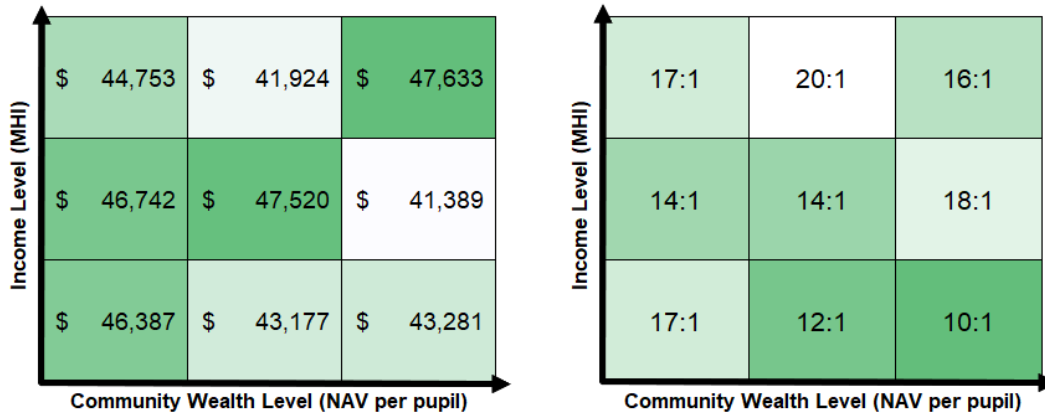 Income Level (MHI)
$ 44,753 $ 41,924 $ 47,633
$ 46,742 $ 47,520 $ 41,389
$ 46,387 $ 43,177 $ 43,281
Community Wealth Level (NAV per pupil)
Income Level (MHI)
17:1 20:1 16:1
14:1 14:1 18:1
17:1 12:1 10:1
Community Wealth Level (NAV per pupil)